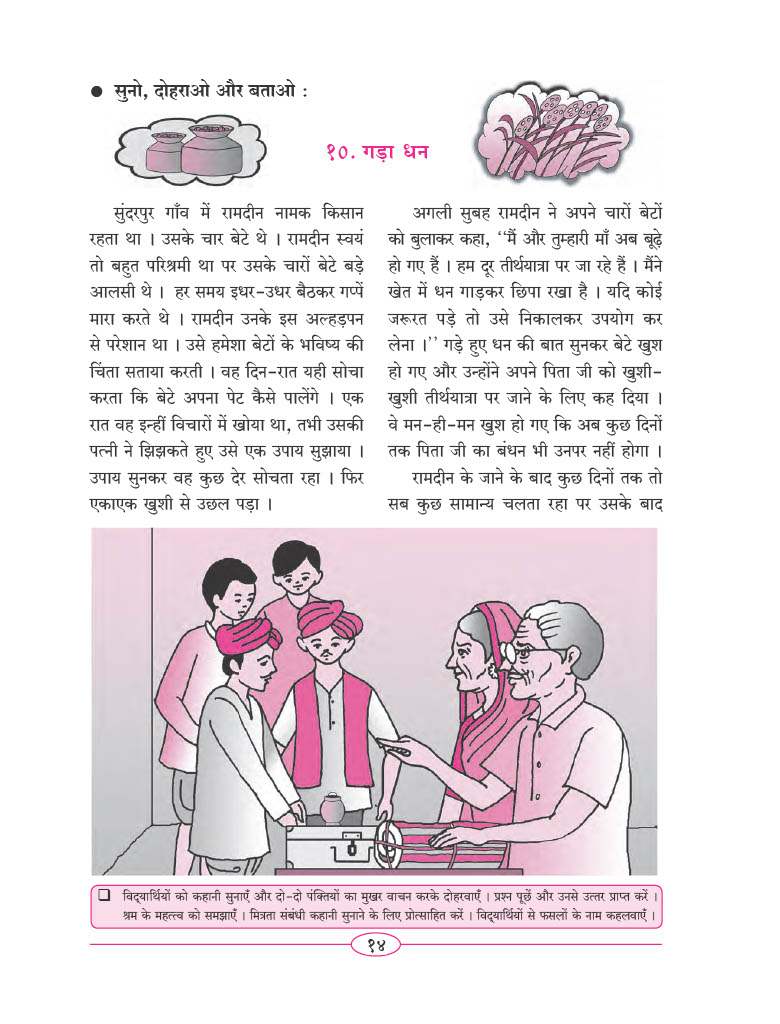 ● सुनो, दोहराओ और बताओ :
१०. गड़ा धन
सुंदरपुर गाँव में रामदीन नामक किसान
रहता था । उसके चार बेटे थे । रामदीन स्वयं
तो बहुत परिश्रमी था पर उसके चारों बेटे बड़े
आलसी थे । हर समय इधर-उधर बैठकर गप्पें
मारा करते थे । रामदीन उनके इस अल्हड़पन
से परेशान था । उसे हमेशा बेटों के भविष्य की
चिंता सताया करती । वह दिन-रात यही सोचा
करता कि बेटे अपना पेट कैसे पालेंगे । एक
रात वह इन्हीं विचारों में खोया था, तभी उसकी
पत्नी ने झिझकते हुए उसे एक उपाय सुझाया ।
उपाय सुनकर वह कुछ देर सोचता रहा । फिर
एकाएक खुशी से उछल पड़ा ।
अगली सुबह रामदीन ने अपने चारों बेटों
को बुलाकर कहा, ‘‘मैं और तुम्हारी माँ अब बूढ़े
हो गए हैं । हम दूर तीर्थयात्रा पर जा रहे हैं । मैंने
खेत में धन गाड़कर छिपा रखा है । यदि कोई
जरूरत पड़े तो उसे निकालकर उपयोग कर
लेना ।’’ गड़े हुए धन की बात सुनकर बेटे खुश
हो गए और उन्होंने अपने पिता जी को खुशी-
खुशी तीर्थयात्रा पर जाने के लिए कह दिया ।
वे मन-ही-मन खुश हो गए कि अब कुछ दिनों
तक पिता जी का बंधन भी उनपर नहीं होगा ।
रामदीन के जाने के बाद कुछ दिनों तक तो
सब कुछ सामान्य चलता रहा पर उसके बाद
❑ विद्‌यार्थियों को कहानी सुनाएँ और दो-दो पंक्तियों का मुखर वाचन करके दोहरवाएँ । प्रश्न पूछें और उनसे उत्तर प्राप्त करें ।
श्रम के महत्त्व को समझाएँ । मित्रता संबंधी कहानी सुनाने के लिए प्रोत्साहित करें । विद्‌यार्थियों से फसलों के नाम कहलवाएँ ।
१४